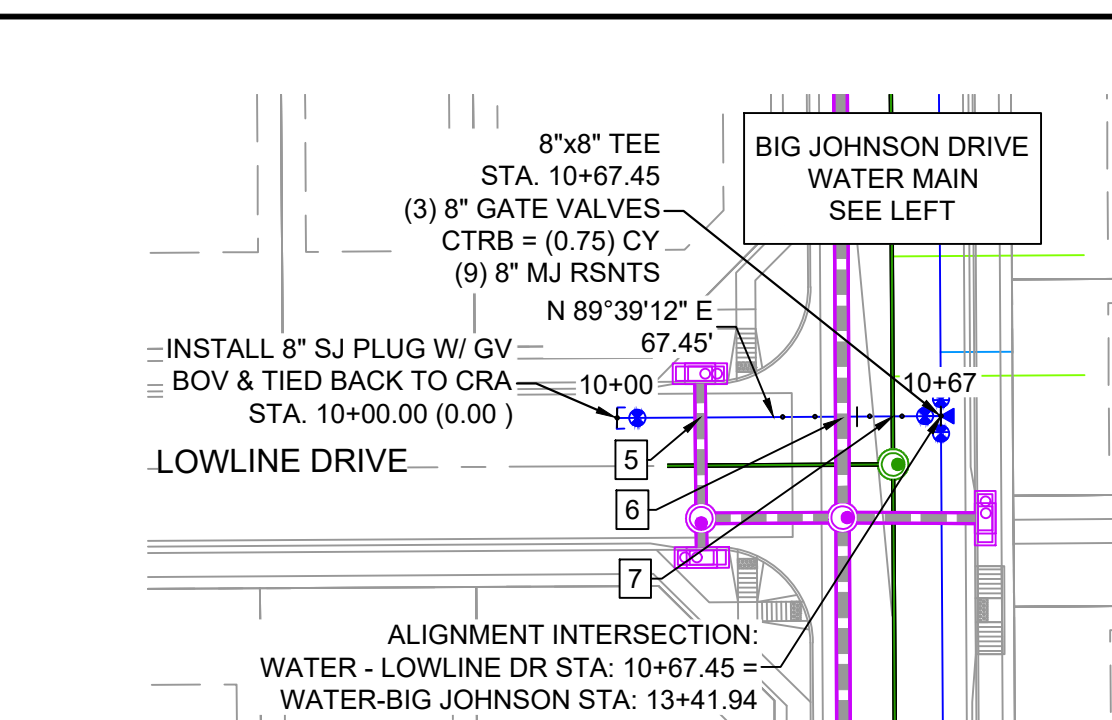 8"x8" TEE
STA. 10+67.45
(3) 8" GATE VALVES
CTRB = (0.75) CY
(9) 8" MJ RSNTS
BIG JOHNSON DRIVE
WATER MAIN
SEE LEFT
N 89°39'12" E
67.45'
INSTALL 8" SJ PLUG W/ GV
BOV & TIED BACK TO CRA
STA. 10+00.00 (0.00 )
10+00
10+67
LOWLINE DRIVE
5
6
7
ALIGNMENT INTERSECTION:
WATER - LOWLINE DR STA: 10+67.45 =
WATER-BIG JOHNSON STA: 13+41.94